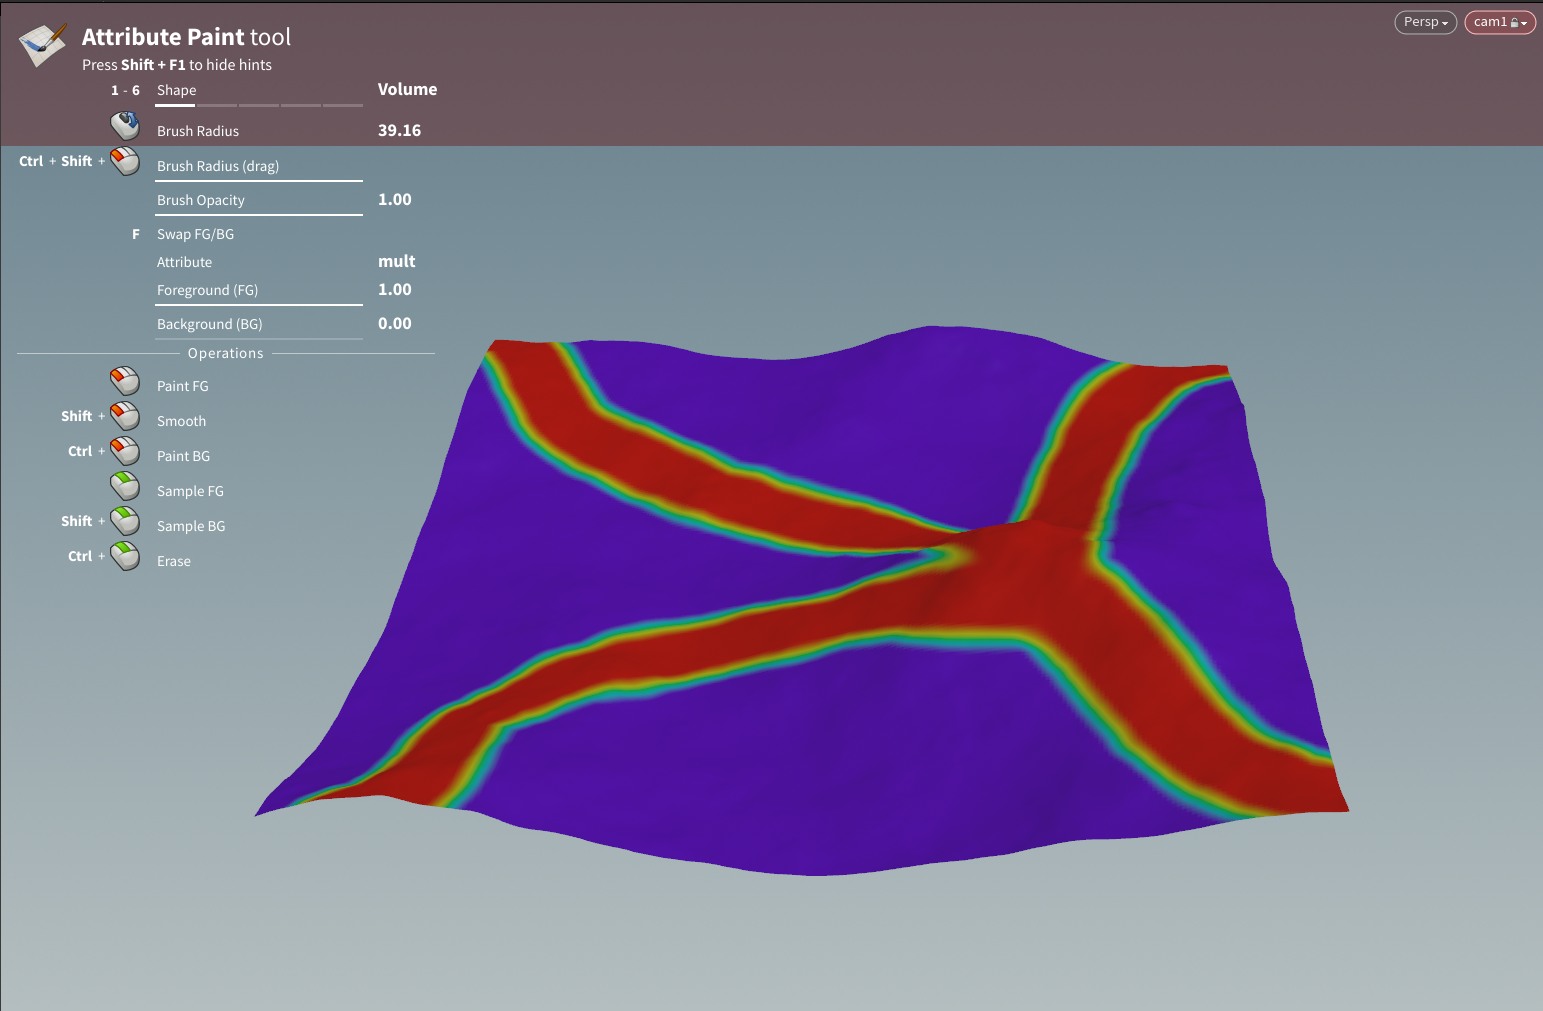 Attribute Paint tool
Press Shift + F1 to hide hints
Persp
cam1
1 - 6 Shape Volume
Brush Radius 39.16
Ctrl + Shift + Brush Radius (drag)
Brush Opacity 1.00
F Swap FG/BG
Attribute mult
Foreground (FG) 1.00
Background (BG) 0.00
Operations
Paint FG
Shift + Smooth
Ctrl + Paint BG
Sample FG
Shift + Sample BG
Ctrl + Erase